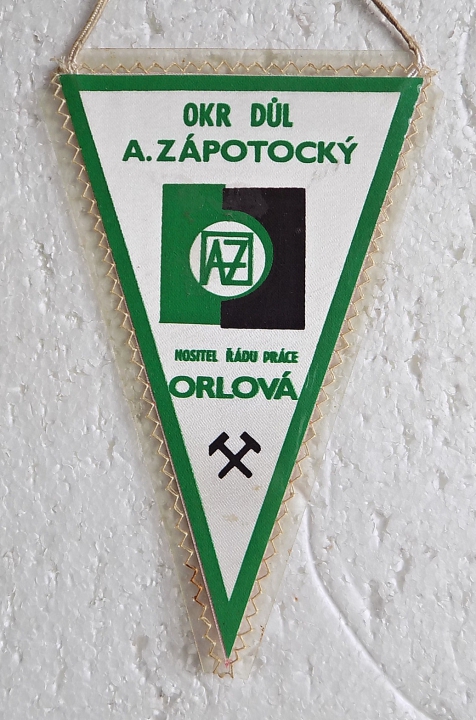 OKR DŮL
A. ZÁPOTOCKÝ
AZ
NOSITEL ŘÁDU PRÁCE
ORLOVÁ